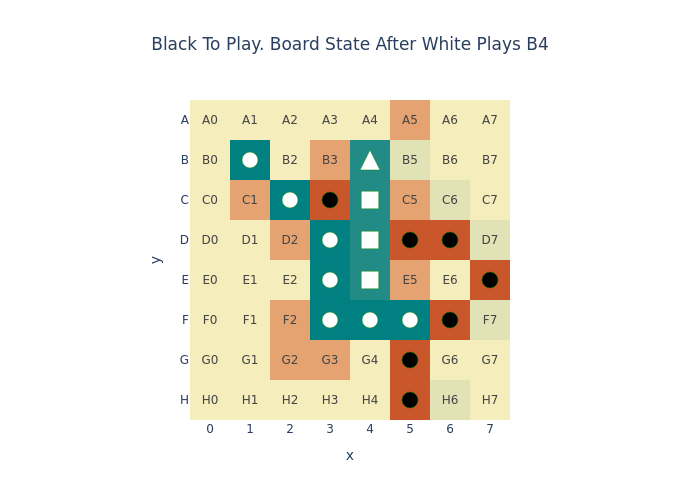 Black To Play. Board State After White Plays B4
A A0 A1 A2 A3 A4 A5 A6 A7
B B0 B2 B3 B5 B6 B7
C C0 C1 C5 C6 C7
D D0 D1 D2 D7
y
E E0 E1 E2 E5 E6
F F0 F1 F2 F7
G G0 G1 G2 G3 G4 G6 G7
H H0 H1 H2 H3 H4 H6 H7
0 1 2 3 4 5 6 7
x